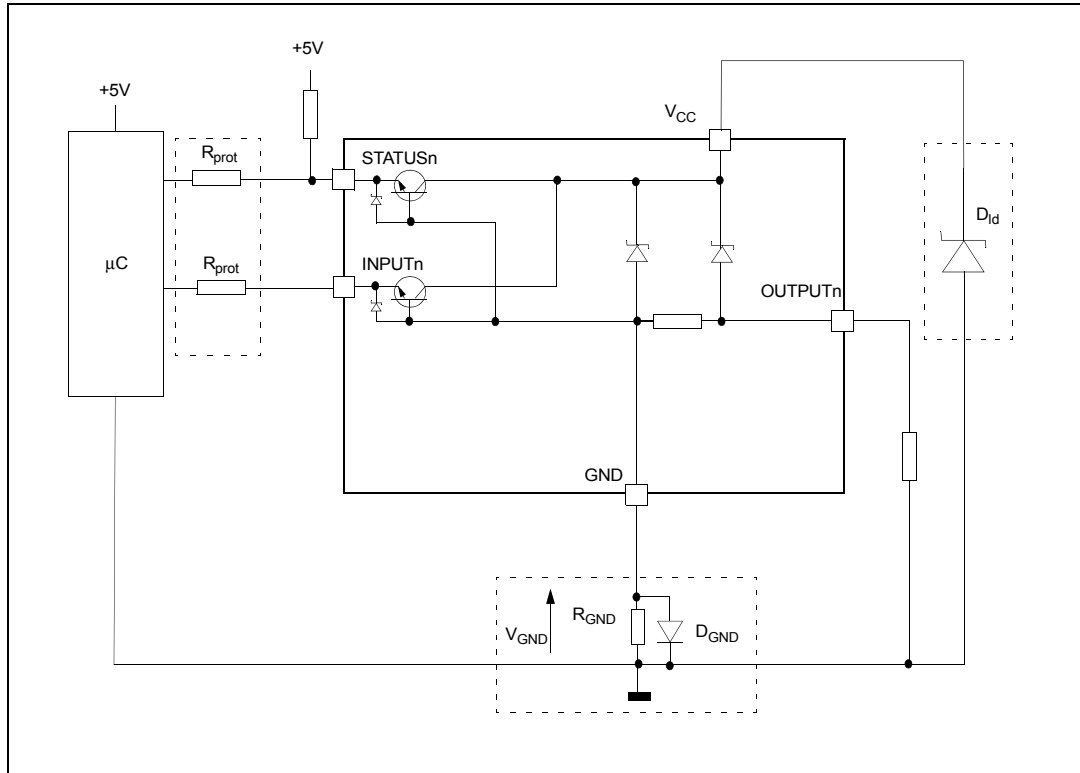 +5V
+5V
V_CC
R_prot
STATUSn
D_ld
μC
R_prot
INPUTn
OUTPUTn
GND
R_GND
V_GND
D_GND